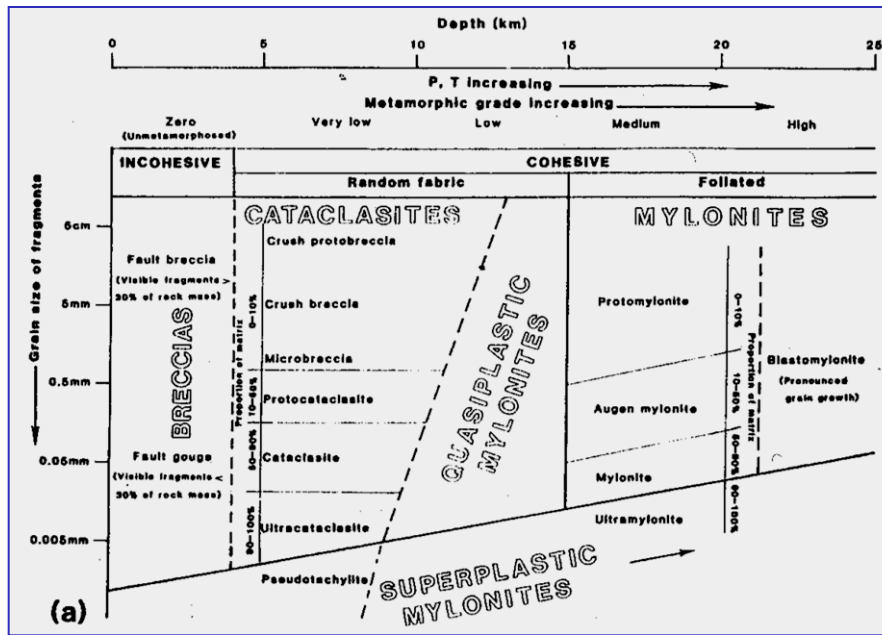 Depth (km)
0 5 10 15 20 25
P, T increasing
Metamorphic grade increasing
Zero Very low Low Medium High
(Unmetamorphosed)
INCOHESIVE COHESIVE
Random fabric Foliated
CATACLASITES MYLONITES
Grain size of fragments
6cm
5mm
0.5mm
0.05mm
0.005mm
Fault breccia
(Visible fragments >
30% of rock mass)
BRECCIAS
Fault gouge
(Visible fragments <
30% of rock mass)
Proportion of matrix
0-10%
10-50%
50-90%
90-100%
Crush protobreccia
Crush breccia
Microbreccia
Protocataclasite
Cataclasite
Ultracataclasite
Pseudotachylite
QUASIPLASTIC
MYLONITES
Protomylonite
Augen mylonite
Mylonite
Ultramylonite
0-10%
10-50%
50-90%
90-100%
Proportion of matrix
Blastomylonite
(Pronounced
grain growth)
SUPERPLASTIC
MYLONITES
(a)